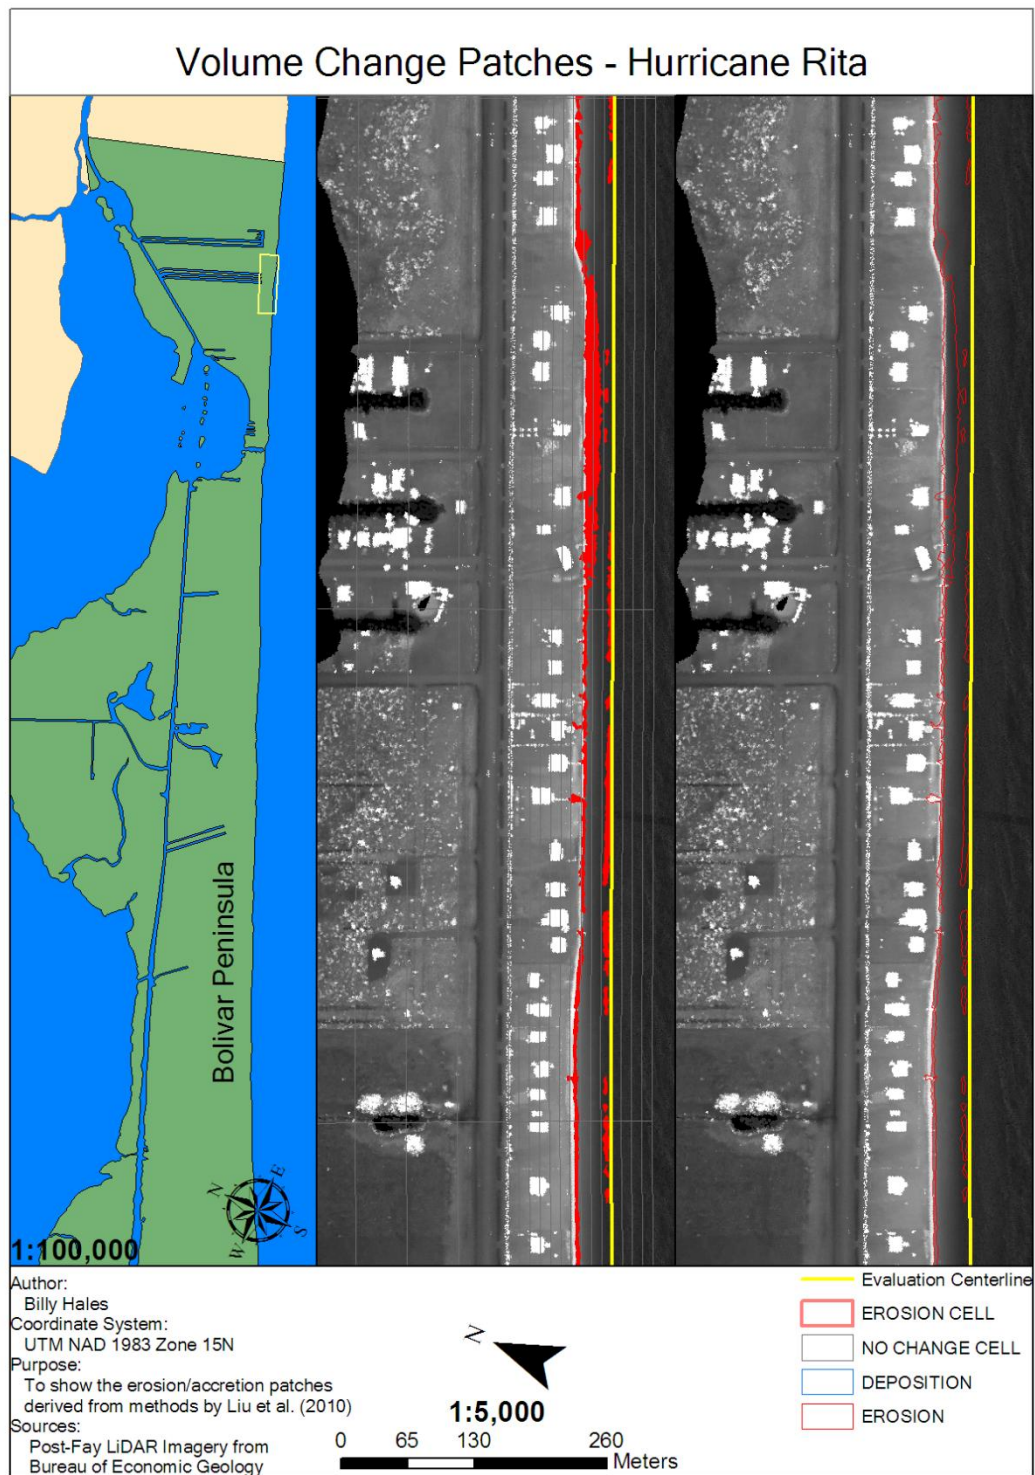 Volume Change Patches - Hurricane Rita
Bolivar Peninsula
N
E
W
S
1:100,000
Author:
Billy Hales
Coordinate System:
UTM NAD 1983 Zone 15N
Purpose:
To show the erosion/accretion patches
derived from methods by Liu et al. (2010)
Sources:
Post-Fay LiDAR Imagery from
Bureau of Economic Geology
N
1:5,000
0 65 130 260
Meters
Evaluation Centerline
EROSION CELL
NO CHANGE CELL
DEPOSITION
EROSION